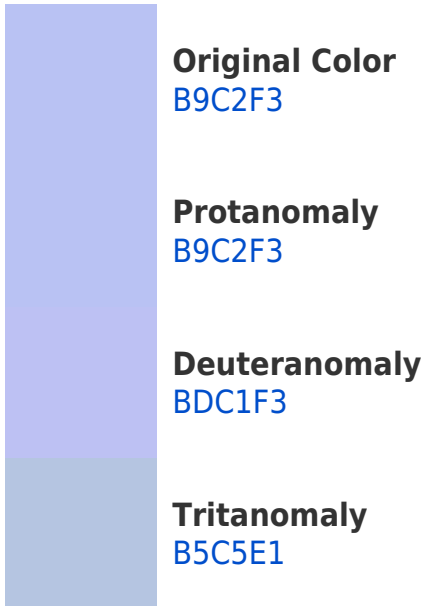 Original Color
B9C2F3
Protanomaly
B9C2F3
Deuteranomaly
BDC1F3
Tritanomaly
B5C5E1